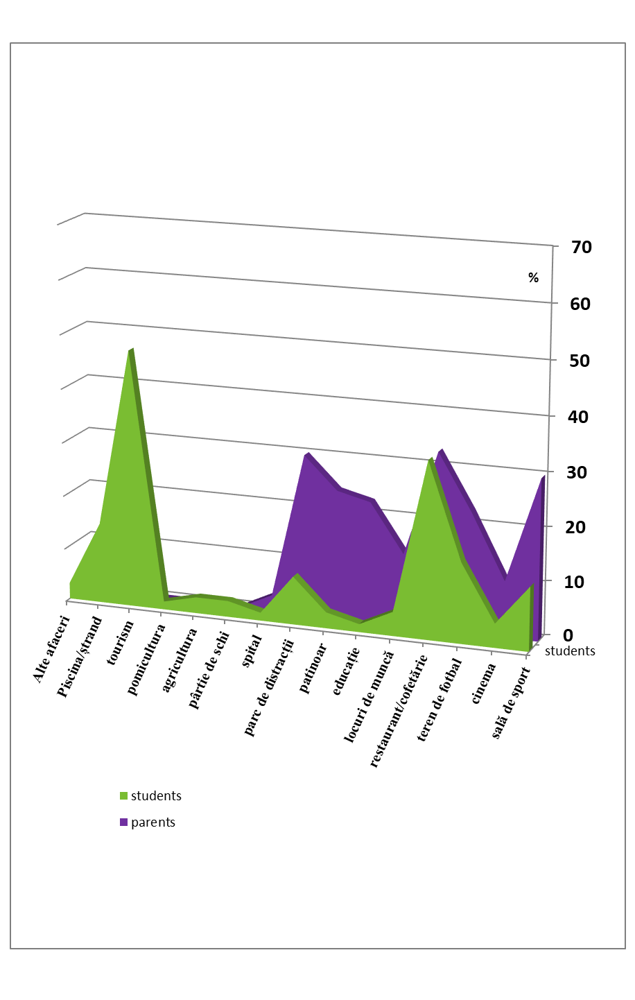 70
%
60
50
40
30
20
10
0
students
Alte afaceri
Piscina/ștrand
tourism
pomicultura
agricultura
pârtie de schi
spital
parc de distracții
patinoar
educație
locuri de muncă
restaurant/cofetărie
teren de fotbal
cinema
sală de sport
students
parents